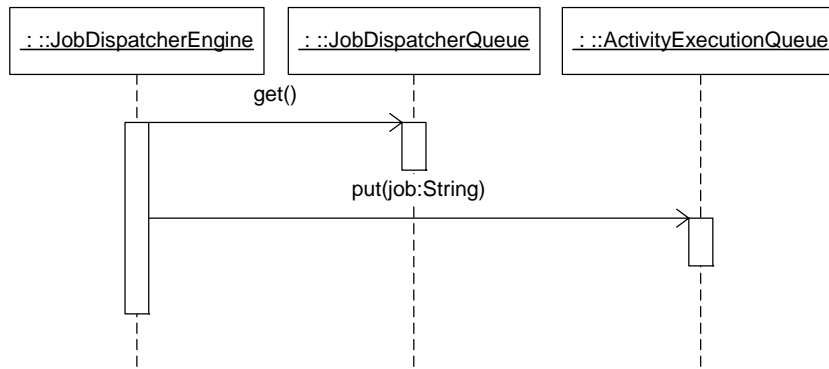 : ::JobDispatcherEngine
: ::JobDispatcherQueue
: ::ActivityExecutionQueue
get()
put(job:String)